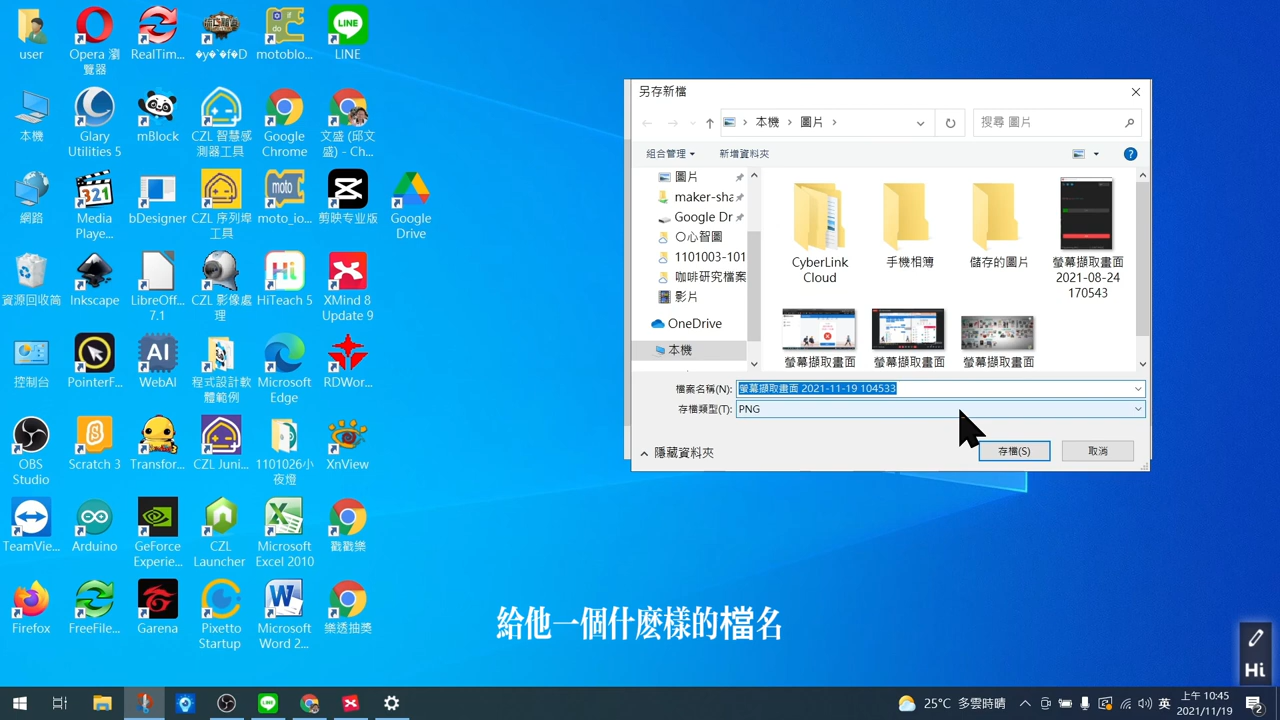 user
Opera 瀏
覽器
RealTim...
motoblo...
LINE
本機
Glary
Utilities 5
mBlock
CZL 智慧感
測器工具
Google
Chrome
文盛 (邱文
盛) - Ch...
網路
Media
Playe...
bDesigner
CZL 序列埠
工具
moto_io...
剪映专业版
Google
Drive
資源回收筒
Inkscape
LibreOff...
7.1
CZL 影像處
理
HiTeach 5
XMind 8
Update 9
控制台
PointerF...
WebAI
程式設計軟
體範例
Microsoft
Edge
RDWor...
OBS
Studio
Scratch 3
Transfor...
CZL Juni...
1101026小
夜燈
XnView
TeamVie...
Arduino
GeForce
Experie...
CZL
Launcher
Microsoft
Excel 2010
戳戳樂
Firefox
FreeFile...
Garena
Pixetto
Startup
Microsoft
Word 2...
樂透抽獎
另存新檔
本機 圖片
搜尋 圖片
組合管理 新增資料夾
圖片
maker-sha
Google Dr
〇心智圖
1101003-101
咖啡研究檔案
影片
OneDrive
本機
CyberLink
Cloud
手機相簿
儲存的圖片
螢幕擷取畫面
2021-08-24
170543
螢幕擷取畫面
螢幕擷取畫面
螢幕擷取畫面
檔案名稱(N): 螢幕擷取畫面 2021-11-19 104533
存檔類型(T): PNG
隱藏資料夾
存檔(S)
取消
給他一個什麼樣的檔名
Hi
25°C 多雲時晴
英
上午 10:45
2021/11/19
2